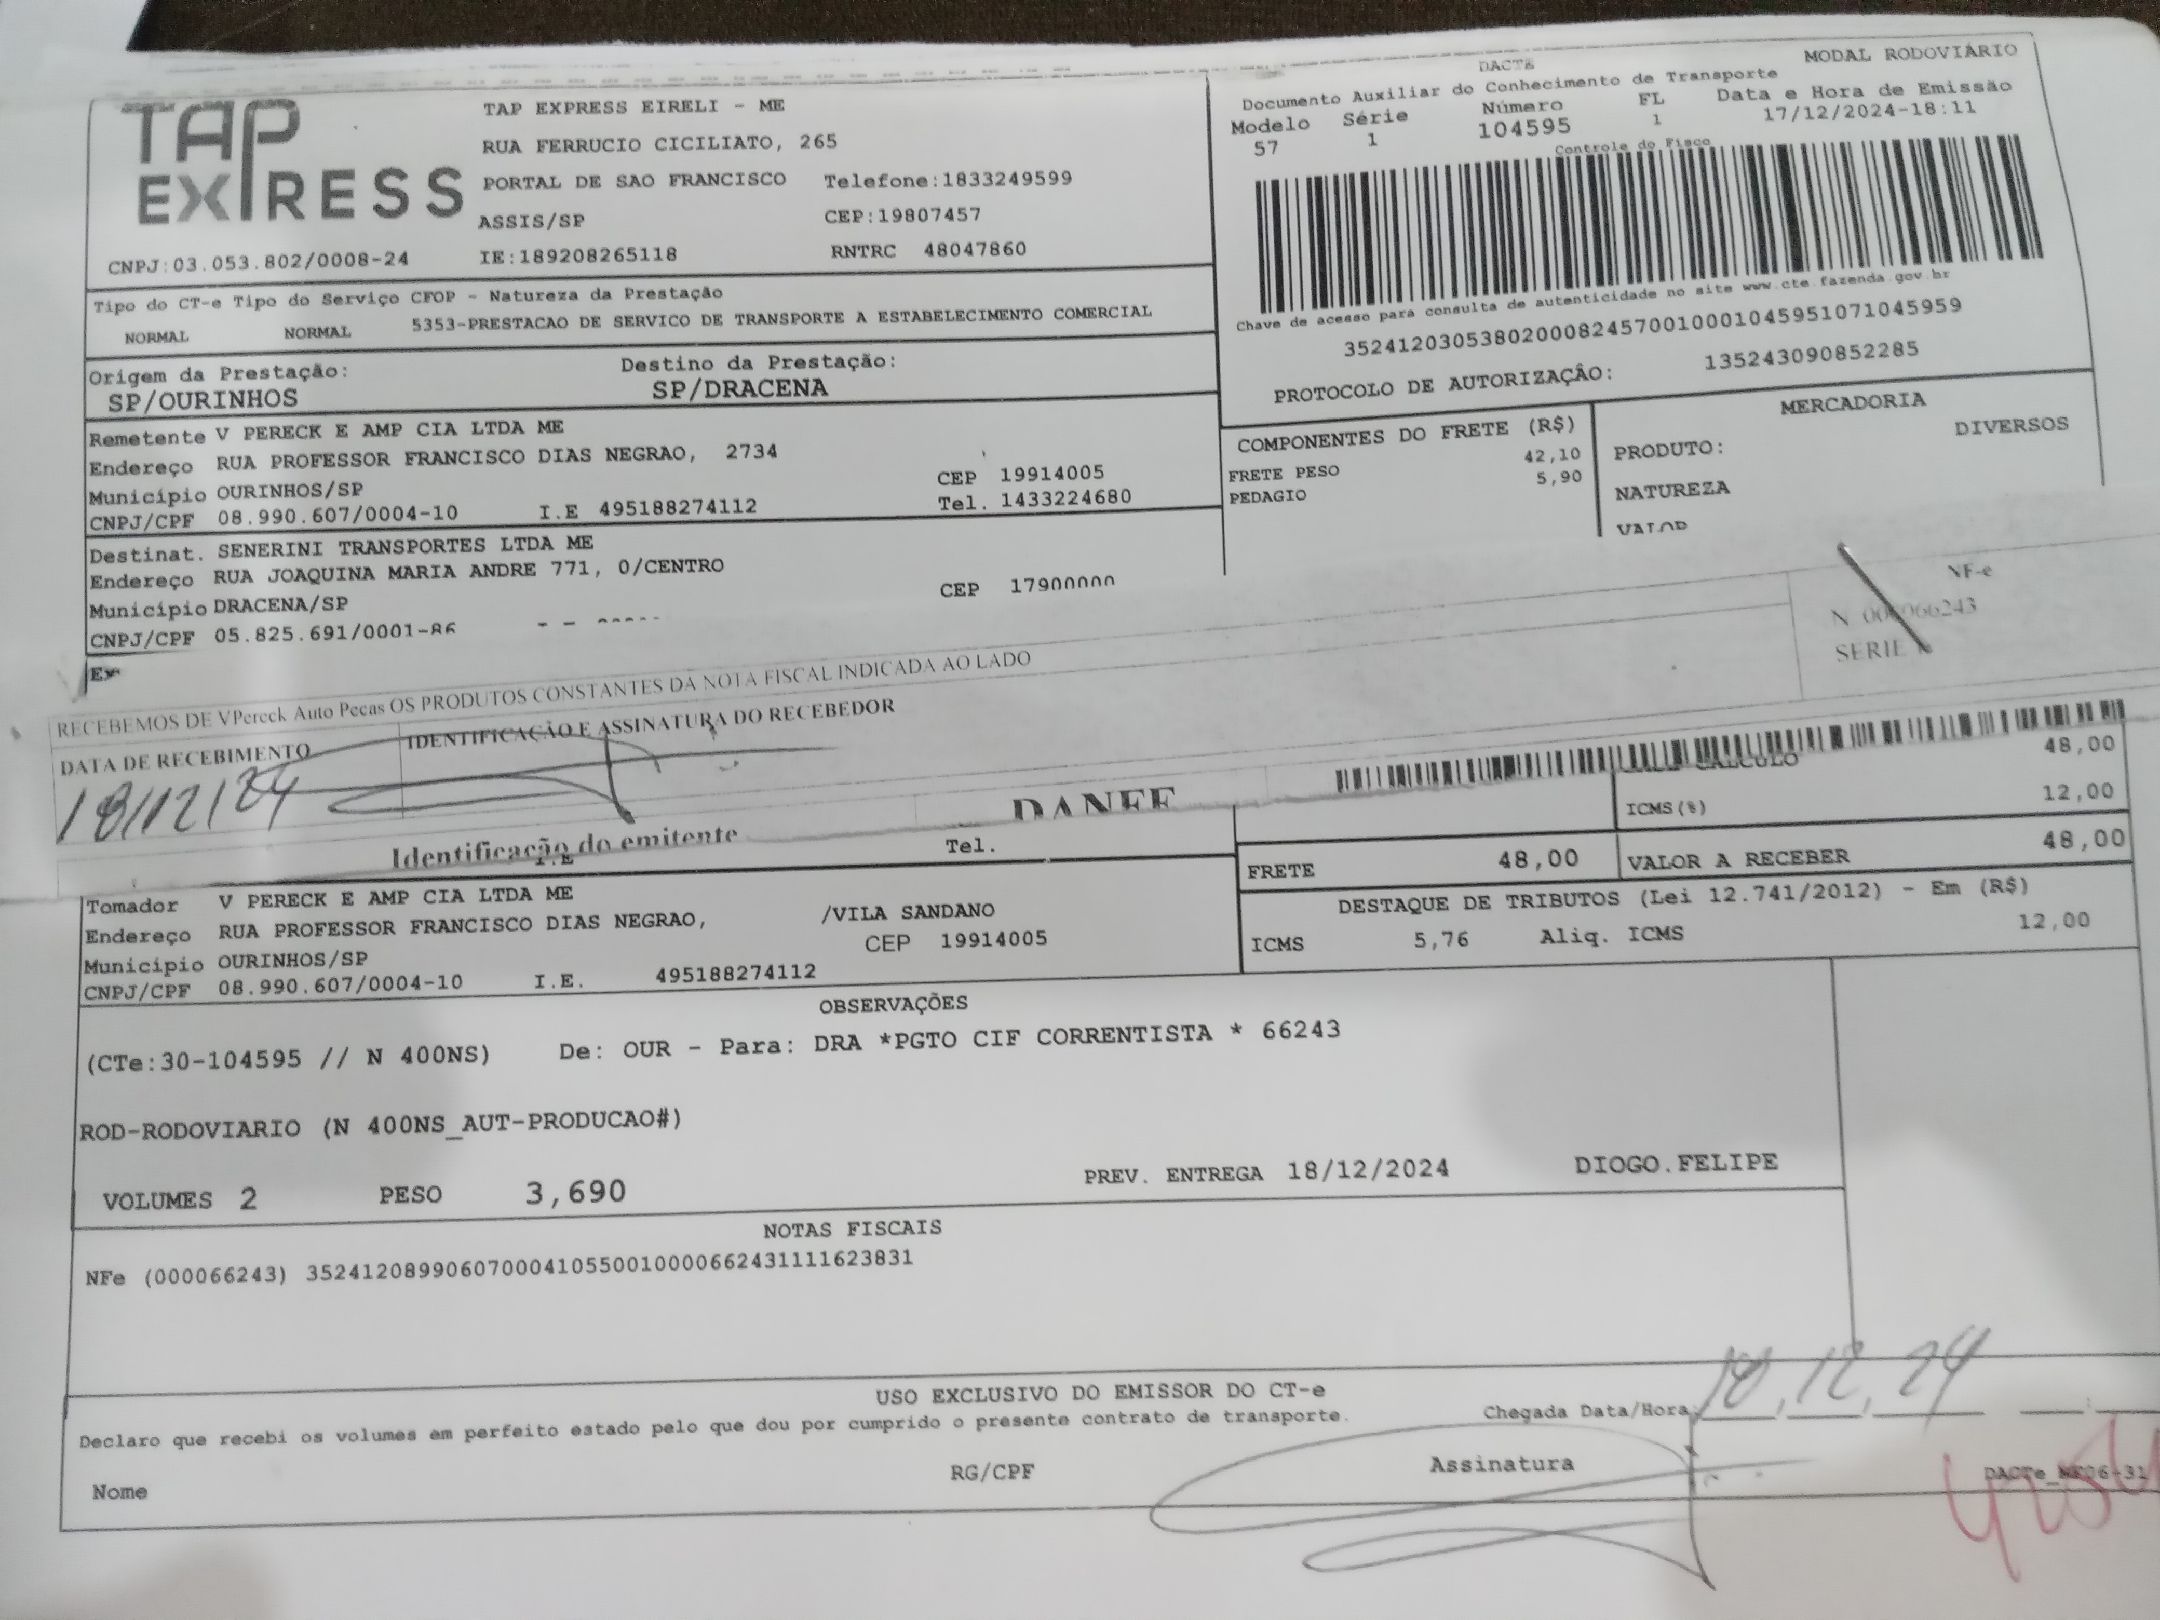 TAP EXPRESS
TAP EXPRESS EIRELI - ME
RUA FERRUCIO CICILIATO, 265
PORTAL DE SAO FRANCISCO Telefone:1833249599
ASSIS/SP CEP:19807457
CNPJ:03.053.802/0008-24 IE:189208265118 RNTRC 48047860
DACTE MODAL RODOVIÁRIO
Documento Auxiliar do Conhecimento de Transporte
Modelo Série Número FL Data e Hora de Emissão
57 1 104595 1 17/12/2024-18:11
Controle do Fisco
Chave de acesso para consulta de autenticidade no site www.cte.fazenda.gov.br
35241203053802000824570010001045951071045959
PROTOCOLO DE AUTORIZAÇÃO: 135243090852285
Tipo do CT-e Tipo do Serviço CFOP - Natureza da Prestação
NORMAL NORMAL 5353-PRESTACAO DE SERVICO DE TRANSPORTE A ESTABELECIMENTO COMERCIAL
Origem da Prestação: Destino da Prestação:
SP/OURINHOS SP/DRACENA
Remetente V PERECK E AMP CIA LTDA ME
Endereço RUA PROFESSOR FRANCISCO DIAS NEGRAO, 2734
Município OURINHOS/SP CEP 19914005
CNPJ/CPF 08.990.607/0004-10 I.E 495188274112 Tel. 1433224680
COMPONENTES DO FRETE (R$)
FRETE PESO 42,10
PEDAGIO 5,90
MERCADORIA
PRODUTO: DIVERSOS
NATUREZA
VALOR
Destinat. SENERINI TRANSPORTES LTDA ME
Endereço RUA JOAQUINA MARIA ANDRE 771, 0/CENTRO
Município DRACENA/SP CEP 17900000
CNPJ/CPF 05.825.691/0001-86
NF-e
N 000066243
SERIE
RECEBEMOS DE VPereck Auto Pecas OS PRODUTOS CONSTANTES DA NOTA FISCAL INDICADA AO LADO
DATA DE RECEBIMENTO IDENTIFICAÇÃO E ASSINATURA DO RECEBEDOR
18/12/24
Identificação do emitente
DANFE
I.E Tel.
CALCULO 48,00
ICMS(%) 12,00
FRETE 48,00 VALOR A RECEBER 48,00
DESTAQUE DE TRIBUTOS (Lei 12.741/2012) - Em (R$)
ICMS 5,76 Aliq. ICMS 12,00
Tomador V PERECK E AMP CIA LTDA ME
Endereço RUA PROFESSOR FRANCISCO DIAS NEGRAO, /VILA SANDANO
Município OURINHOS/SP CEP 19914005
CNPJ/CPF 08.990.607/0004-10 I.E. 495188274112
OBSERVAÇÕES
(CTe:30-104595 // N 400NS) De: OUR - Para: DRA *PGTO CIF CORRENTISTA * 66243
ROD-RODOVIARIO (N 400NS_AUT-PRODUCAO#)
VOLUMES 2 PESO 3,690 PREV. ENTREGA 18/12/2024 DIOGO.FELIPE
NOTAS FISCAIS
NFe (000066243) 35241208990607000410550010000662431111623831
USO EXCLUSIVO DO EMISSOR DO CT-e
Declaro que recebi os volumes em perfeito estado pelo que dou por cumprido o presente contrato de transporte. Chegada Data/Hora 18,12,24
Nome RG/CPF Assinatura